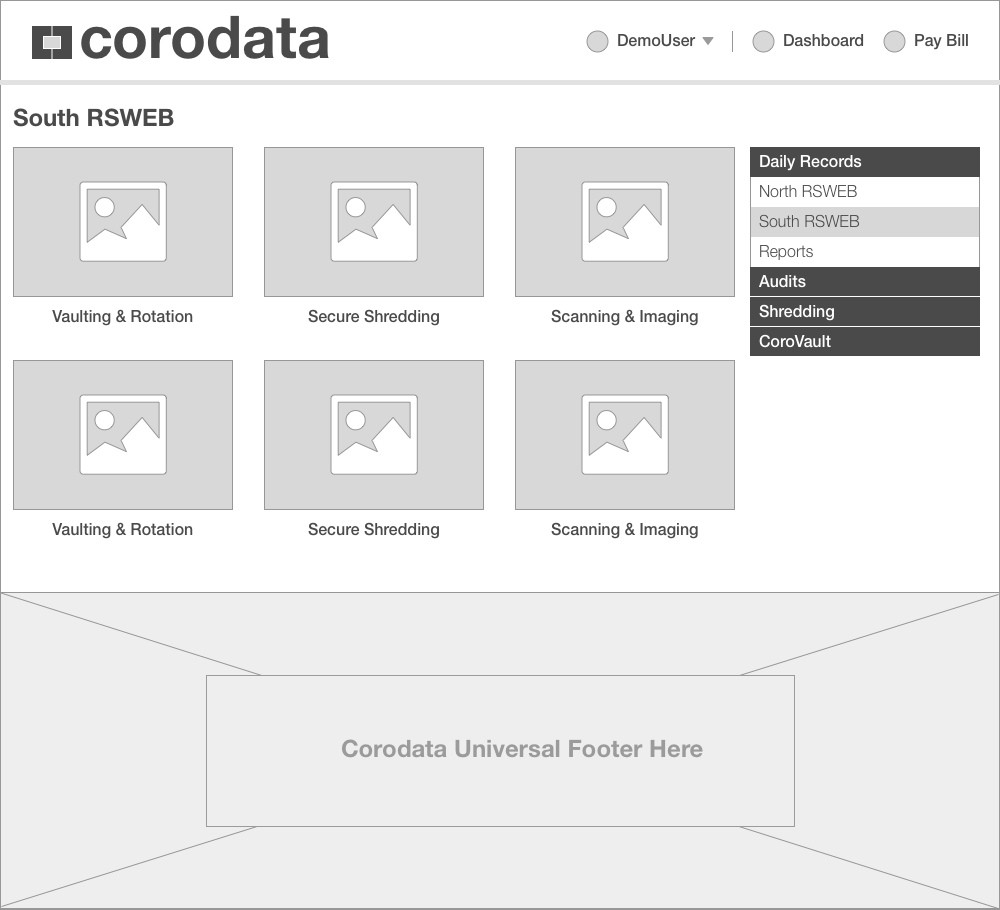 corodata
DemoUser
Dashboard
Pay Bill
South RSWEB
Vaulting & Rotation
Secure Shredding
Scanning & Imaging
Vaulting & Rotation
Secure Shredding
Scanning & Imaging
Daily Records
North RSWEB
South RSWEB
Reports
Audits
Shredding
CoroVault
Corodata Universal Footer Here